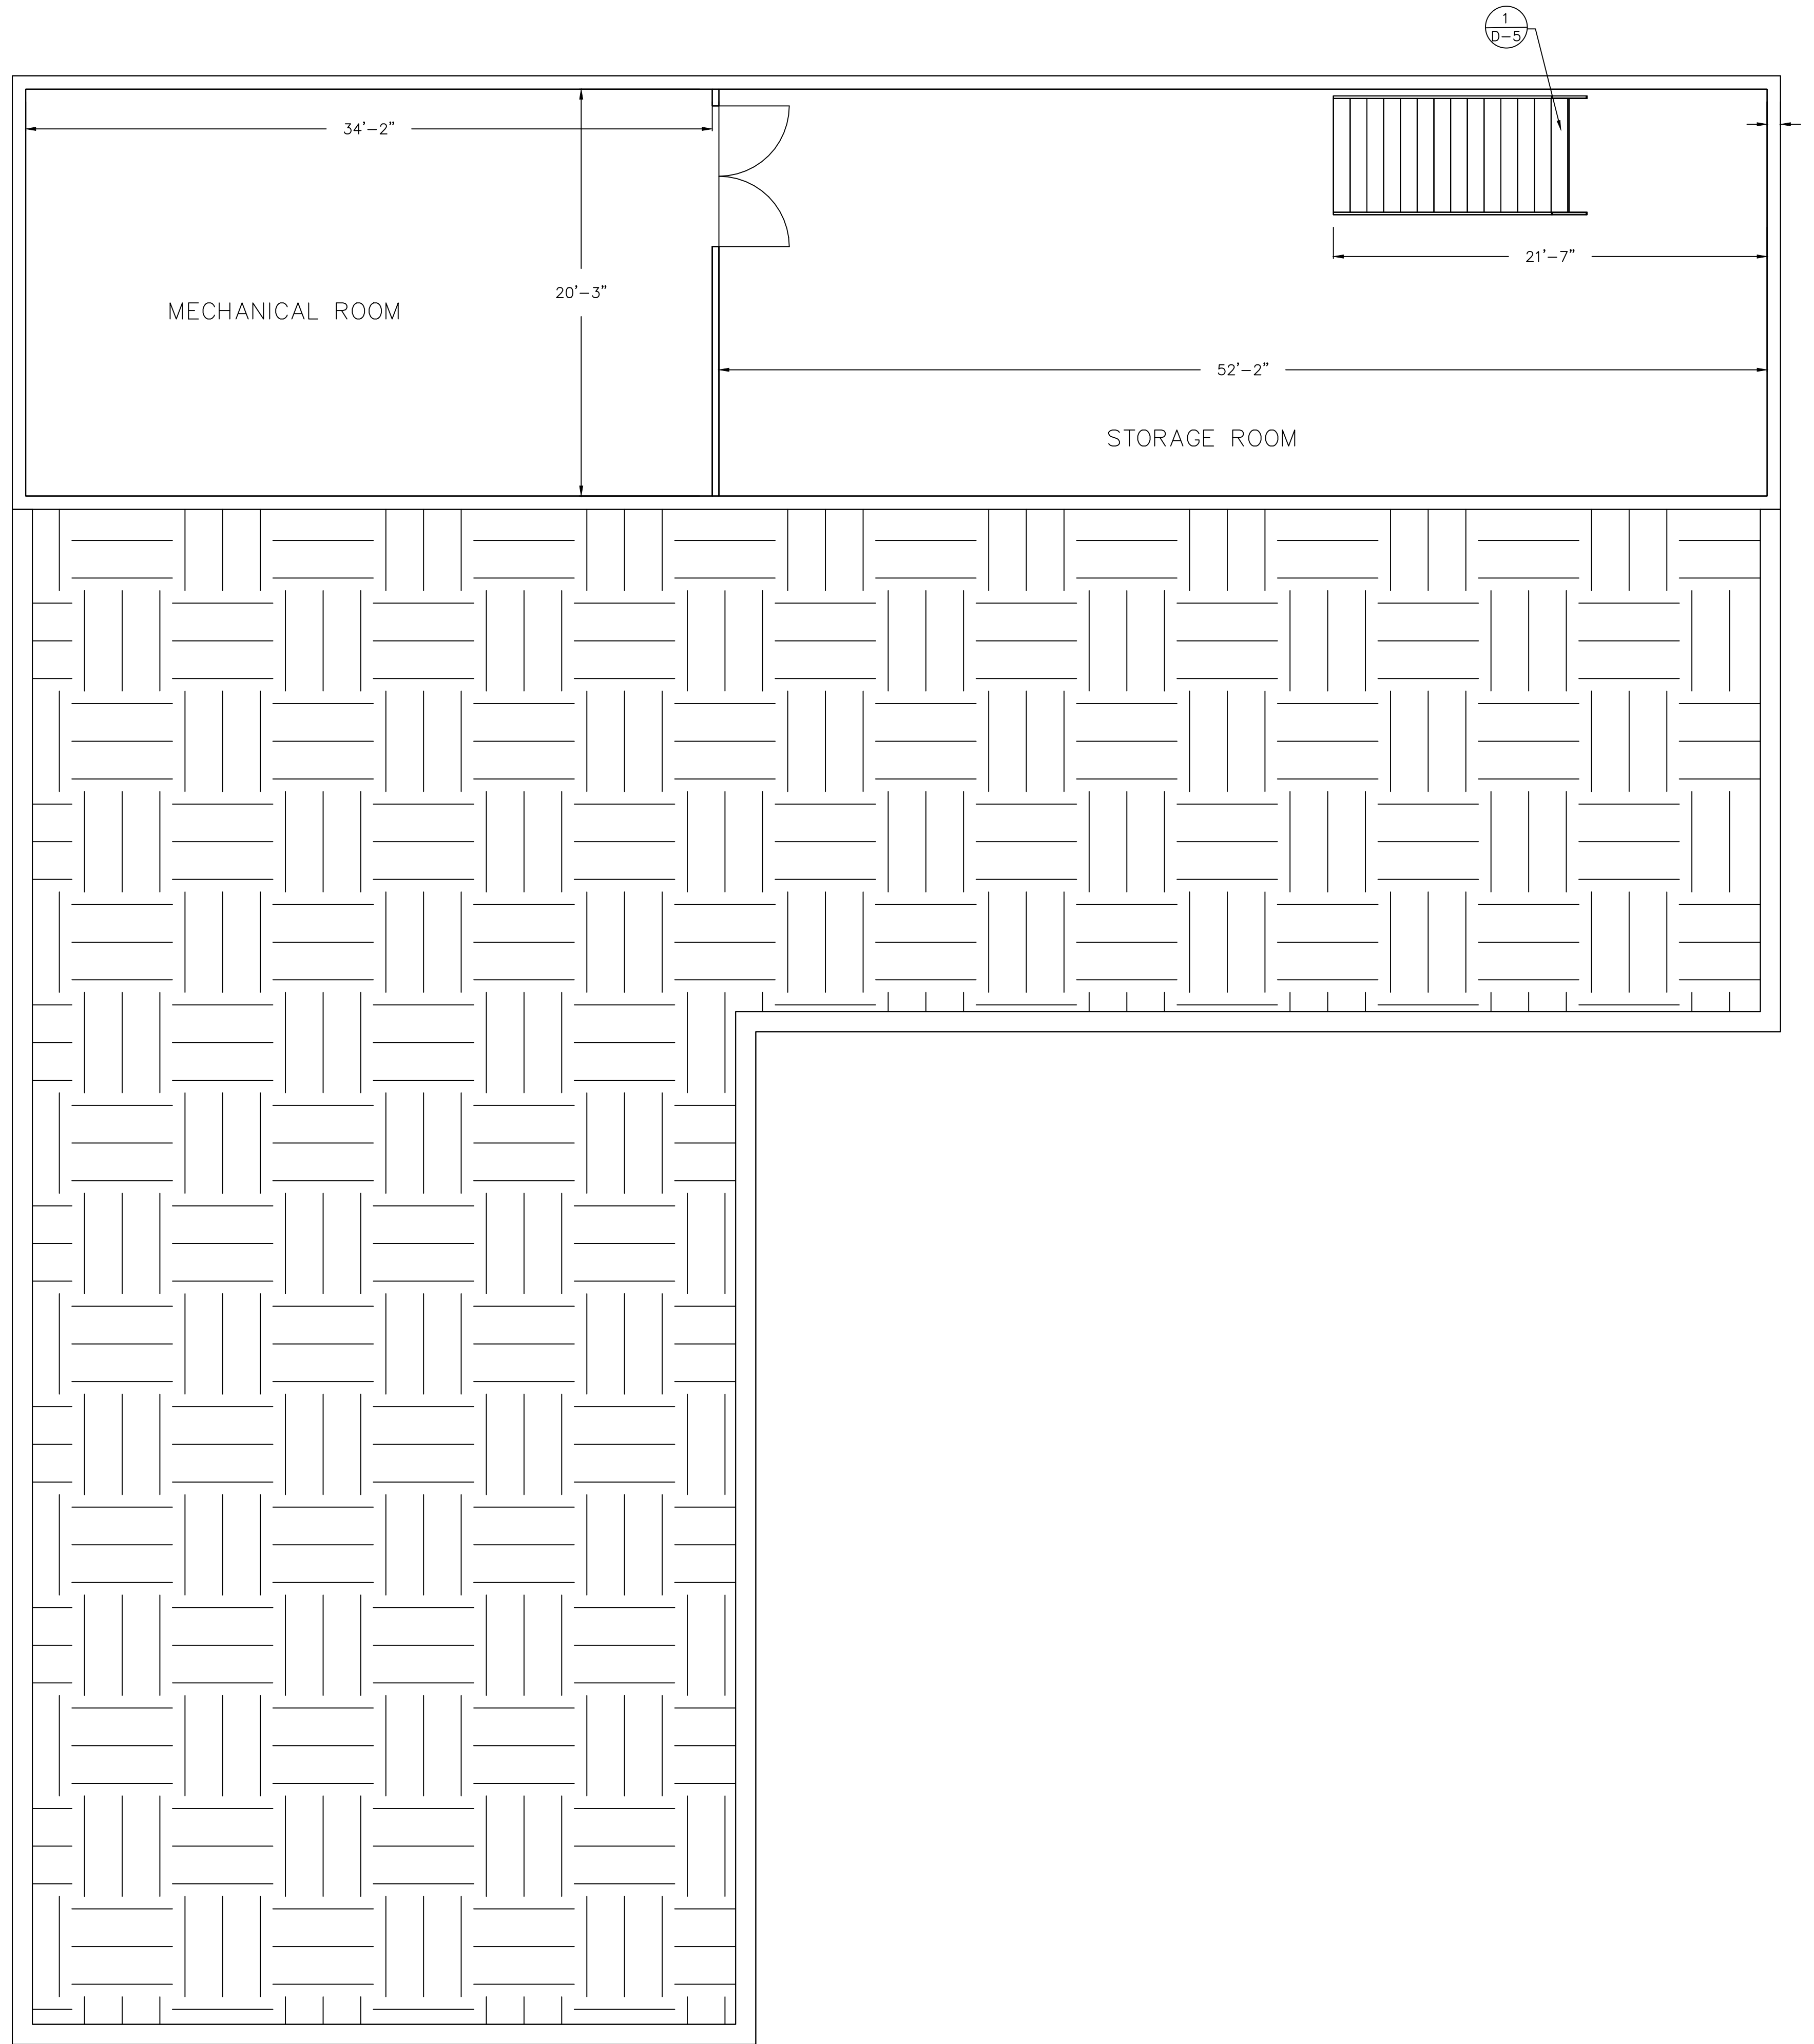 1
D-5
34'-2"
21'-7"
20'-3"
MECHANICAL ROOM
52'-2"
STORAGE ROOM